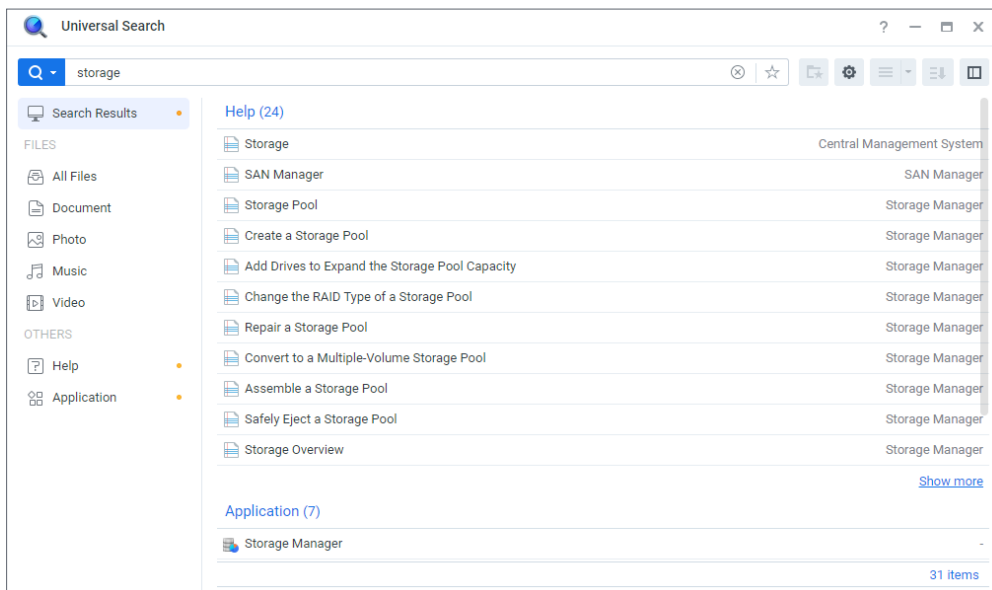 Universal Search
storage
Search Results
FILES
All Files
Document
Photo
Music
Video
OTHERS
Help
Application
Help (24)
Storage Central Management System
SAN Manager SAN Manager
Storage Pool Storage Manager
Create a Storage Pool Storage Manager
Add Drives to Expand the Storage Pool Capacity Storage Manager
Change the RAID Type of a Storage Pool Storage Manager
Repair a Storage Pool Storage Manager
Convert to a Multiple-Volume Storage Pool Storage Manager
Assemble a Storage Pool Storage Manager
Safely Eject a Storage Pool Storage Manager
Storage Overview Storage Manager
Show more
Application (7)
Storage Manager -
31 items